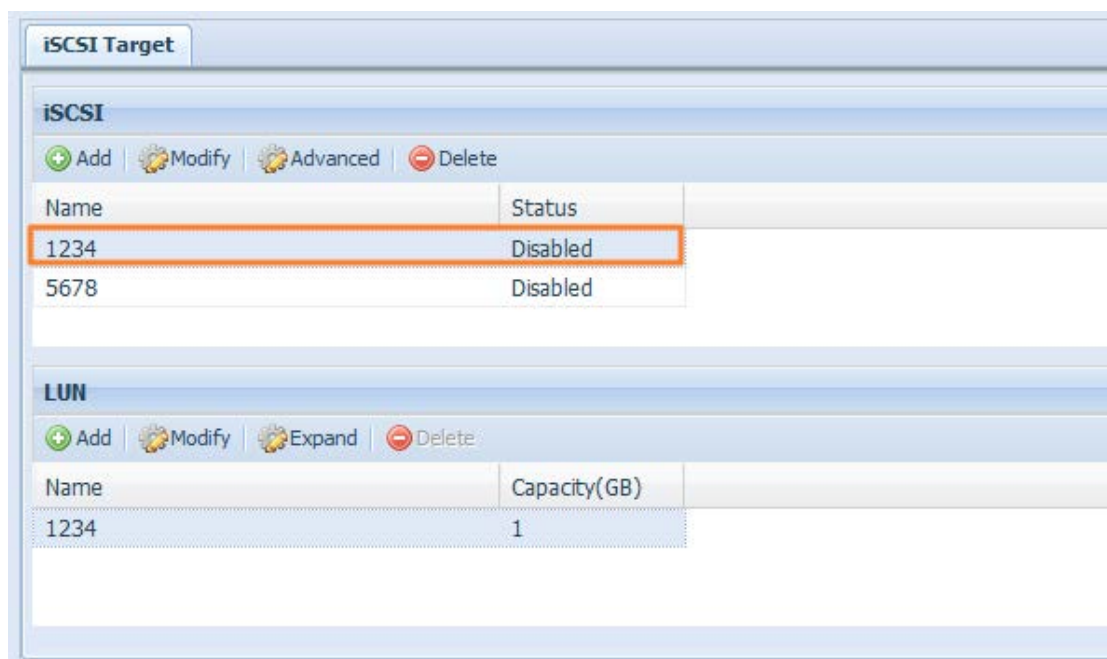 iSCSI Target
iSCSI
Add Modify Advanced Delete
Name Status
1234 Disabled
5678 Disabled
LUN
Add Modify Expand Delete
Name Capacity(GB)
1234 1